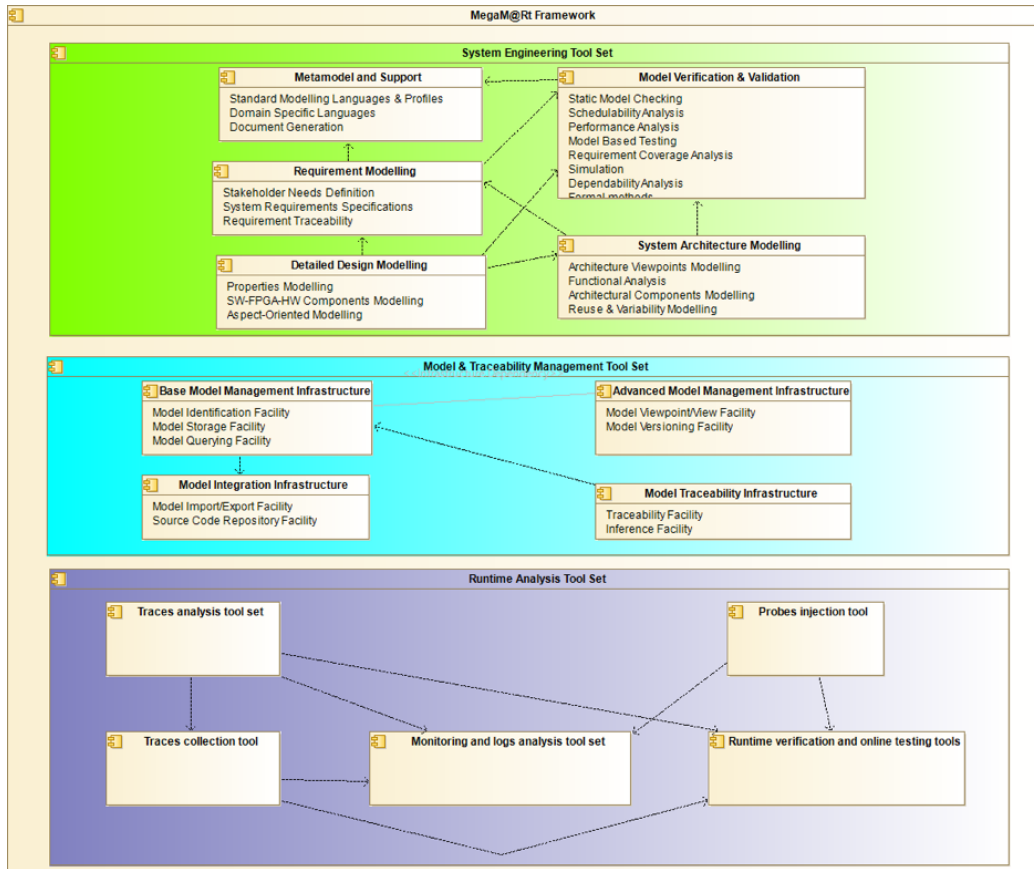 MegaM@Rt Framework
System Engineering Tool Set
Metamodel and Support
Standard Modelling Languages & Profiles
Domain Specific Languages
Document Generation
Model Verification & Validation
Static Model Checking
Schedulability Analysis
Performance Analysis
Model Based Testing
Requirement Coverage Analysis
Simulation
Dependability Analysis
Formal methods
Requirement Modelling
Stakeholder Needs Definition
System Requirements Specifications
Requirement Traceability
System Architecture Modelling
Architecture Viewpoints Modelling
Functional Analysis
Architectural Components Modelling
Reuse & Variability Modelling
Detailed Design Modelling
Properties Modelling
SW-FPGA-HW Components Modelling
Aspect-Oriented Modelling
Model & Traceability Management Tool Set
Base Model Management Infrastructure
Model Identification Facility
Model Storage Facility
Model Querying Facility
Advanced Model Management Infrastructure
Model Viewpoint/View Facility
Model Versioning Facility
Model Integration Infrastructure
Model Import/Export Facility
Source Code Repository Facility
Model Traceability Infrastructure
Traceability Facility
Inference Facility
Runtime Analysis Tool Set
Traces analysis tool set
Probes injection tool
Traces collection tool
Monitoring and logs analysis tool set
Runtime verification and online testing tools